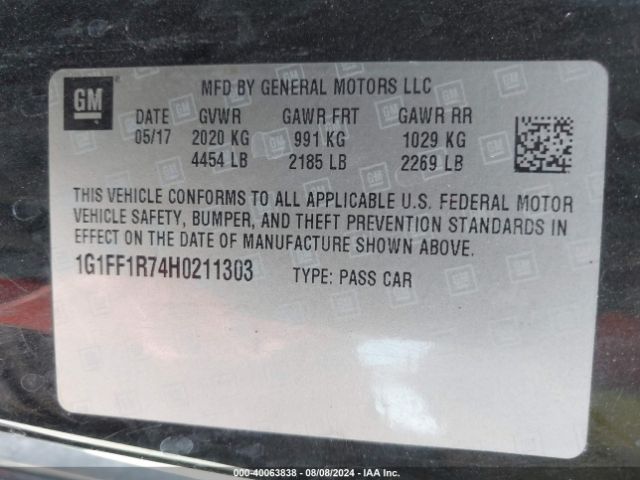 GM
MFD BY GENERAL MOTORS LLC
DATE GVWR GAWR FRT GAWR RR
05/17 2020 KG 991 KG 1029 KG
4454 LB 2185 LB 2269 LB
THIS VEHICLE CONFORMS TO ALL APPLICABLE U.S. FEDERAL MOTOR
VEHICLE SAFETY, BUMPER, AND THEFT PREVENTION STANDARDS IN
EFFECT ON THE DATE OF MANUFACTURE SHOWN ABOVE.
1G1FF1R74H0211303 TYPE: PASS CAR
000-40063838 - 08/08/2024 - IAA Inc.